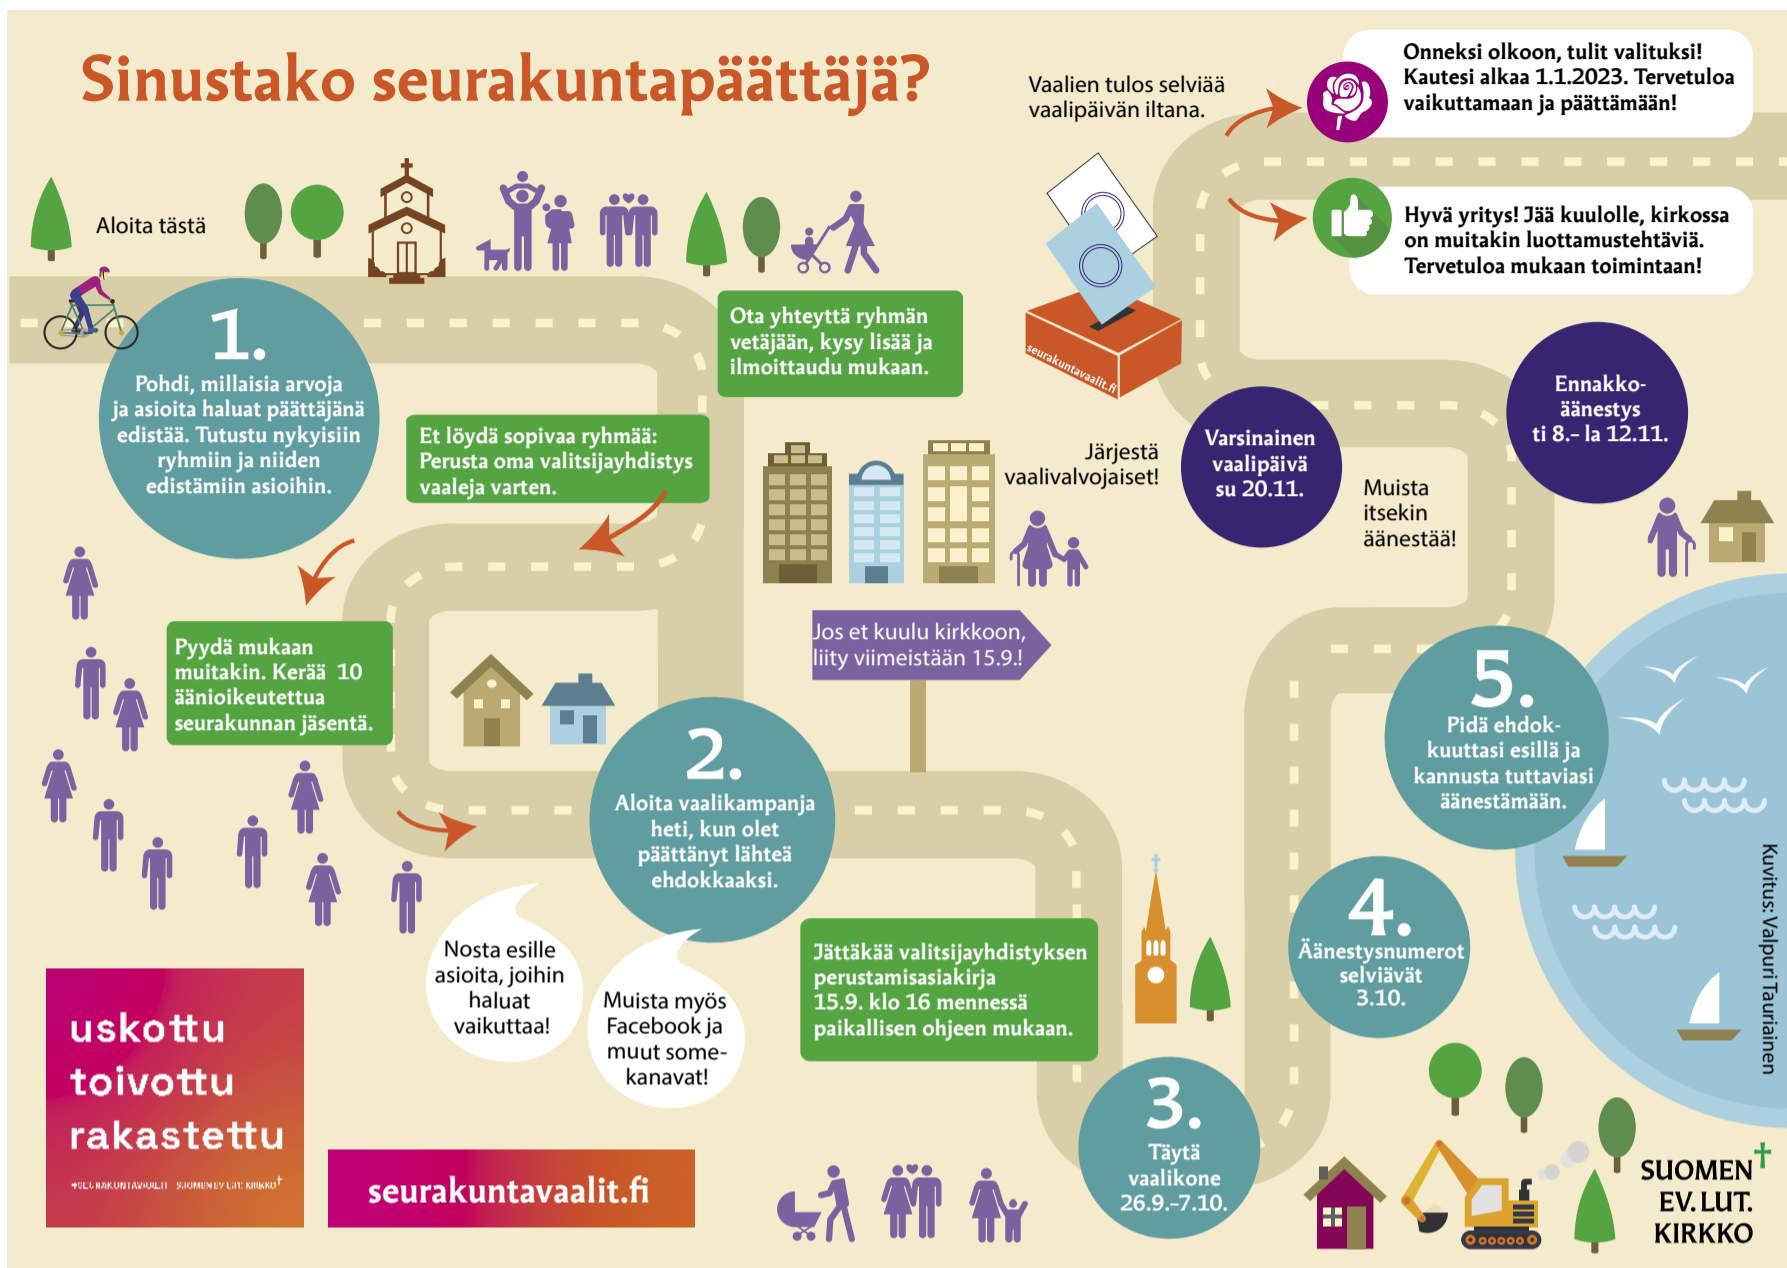 Sinustako seurakuntapäättäjä?
Aloita tästä
1.
Pohdi, millaisia arvoja
ja asioita haluat päättäjänä
edistää. Tutustu nykyisiin
ryhmiin ja niiden
edistämiin asioihin.
Ota yhteyttä ryhmän
vetäjään, kysy lisää ja
ilmoittaudu mukaan.
Et löydä sopivaa ryhmää:
Perusta oma valitsijayhdistys
vaaleja varten.
Pyydä mukaan
muitakin. Kerää 10
äänioikeutettua
seurakunnan jäsentä.
2.
Aloita vaalikampanja
heti, kun olet
päättänyt lähteä
ehdokkaaksi.
Nosta esille
asioita, joihin
haluat
vaikuttaa!
Muista myös
Facebook ja
muut some-
kanavat!
Jos et kuulu kirkkoon,
liity viimeistään 15.9.!
Jättäkää valitsijayhdistyksen
perustamisasiakirja
15.9. klo 16 mennessä
paikallisen ohjeen mukaan.
3.
Täytä
vaalikone
26.9.–7.10.
4.
Äänestysnumerot
selviävät
3.10.
5.
Pidä ehdok-
kuuttasi esillä ja
kannusta tuttaviasi
äänestämään.
Ennakko-
äänestys
ti 8.– la 12.11.
Muista
itsekin
äänestää!
Varsinainen
vaalipäivä
su 20.11.
Järjestä
vaalivalvojaiset!
seurakuntavaalit.fi
Vaalien tulos selviää
vaalipäivän iltana.
Onneksi olkoon, tulit valituksi!
Kautesi alkaa 1.1.2023. Tervetuloa
vaikuttamaan ja päättämään!
Hyvä yritys! Jää kuulolle, kirkossa
on muitakin luottamustehtäviä.
Tervetuloa mukaan toimintaan!
Kuvitus: Valpuri Tauriainen
uskottu
toivottu
rakastettu
#SEURAKUNTAVAALIT SUOMEN EV. LUT. KIRKKO
seurakuntavaalit.fi
SUOMEN
EV. LUT.
KIRKKO